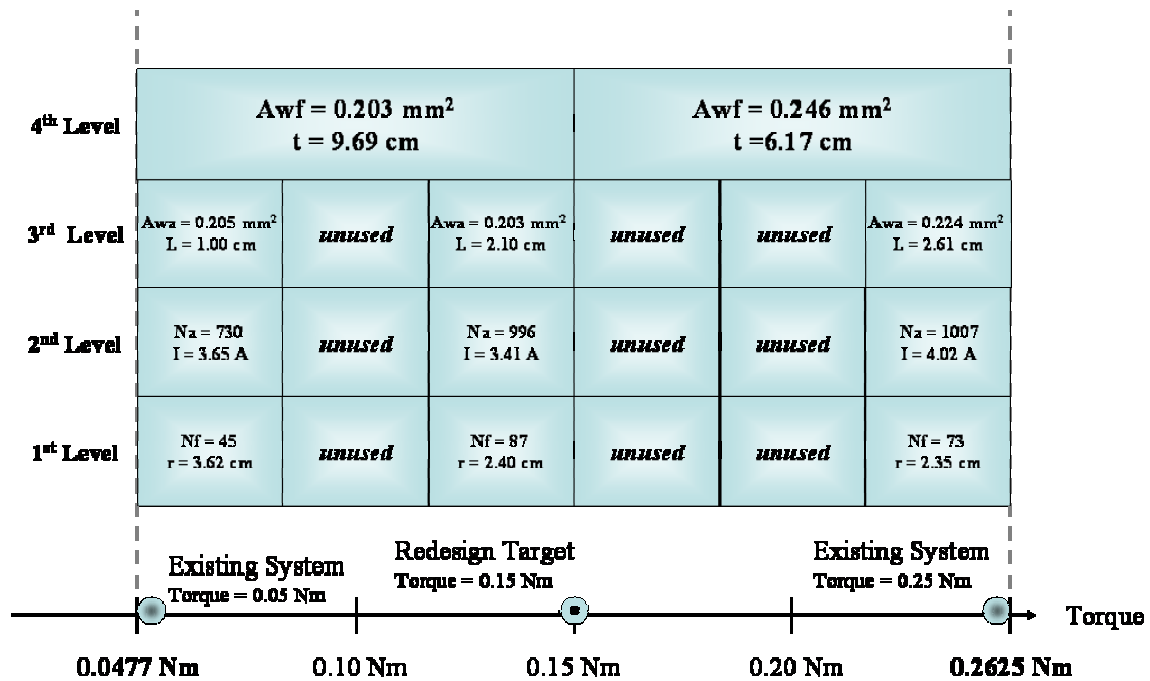 4th Level
Awf = 0.203 mm²
t = 9.69 cm
Awf = 0.246 mm²
t =6.17 cm
3rd Level
Awa = 0.205 mm²
L = 1.00 cm
unused
Awa = 0.203 mm²
L = 2.10 cm
unused
unused
Awa = 0.224 mm²
L = 2.61 cm
2nd Level
Na = 730
I = 3.65 A
unused
Na = 996
I = 3.41 A
unused
unused
Na = 1007
I = 4.02 A
1st Level
Nf = 45
r = 3.62 cm
unused
Nf = 87
r = 2.40 cm
unused
unused
Nf = 73
r = 2.35 cm
Existing System
Torque = 0.05 Nm
Redesign Target
Torque = 0.15 Nm
Existing System
Torque = 0.25 Nm
Torque
0.0477 Nm
0.10 Nm
0.15 Nm
0.20 Nm
0.2625 Nm